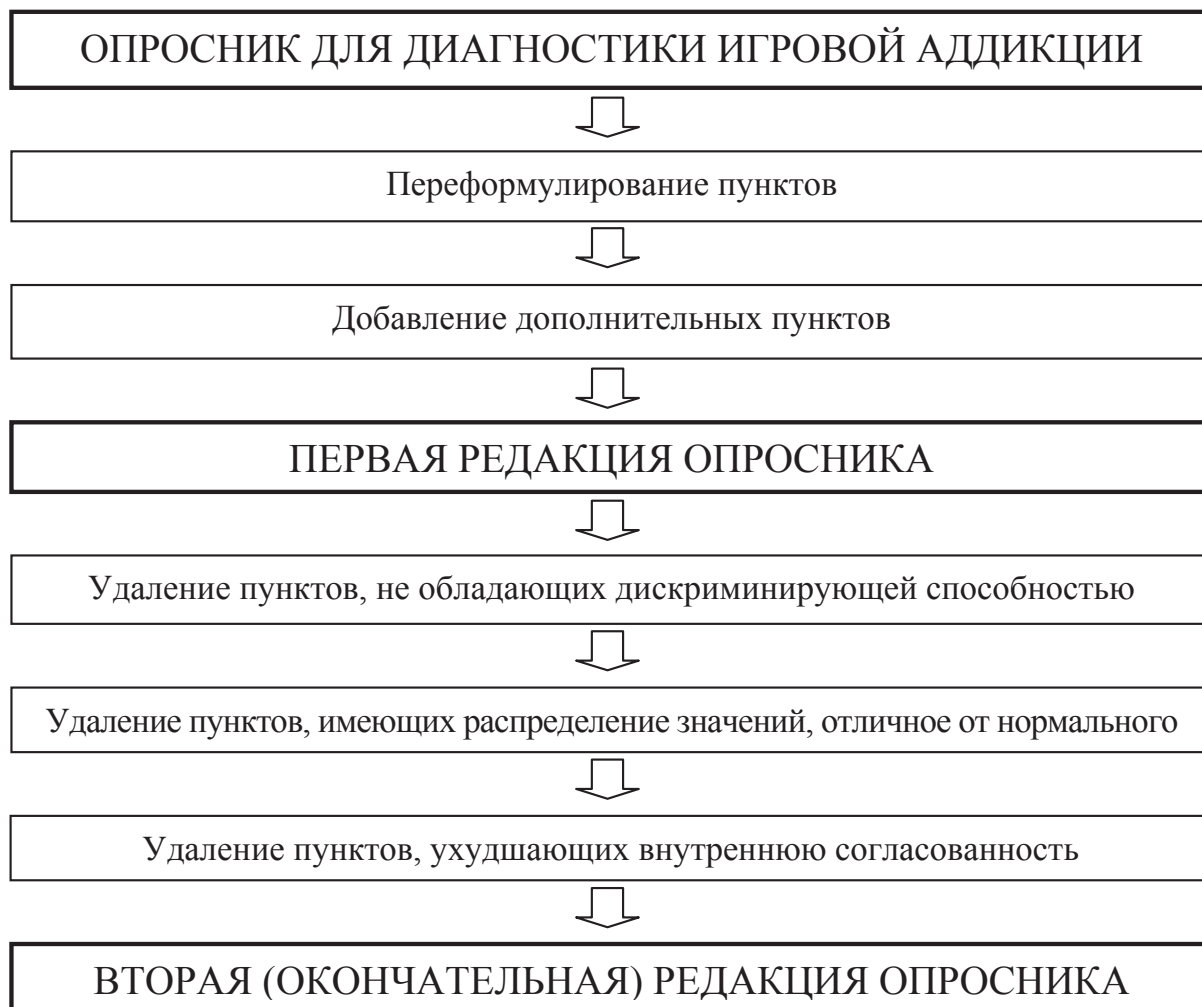 ОПРОСНИК ДЛЯ ДИАГНОСТИКИ ИГРОВОЙ АДДИКЦИИ
Переформулирование пунктов
Добавление дополнительных пунктов
ПЕРВАЯ РЕДАКЦИЯ ОПРОСНИКА
Удаление пунктов, не обладающих дискриминирующей способностью
Удаление пунктов, имеющих распределение значений, отличное от нормального
Удаление пунктов, ухудшающих внутреннюю согласованность
ВТОРАЯ (ОКОНЧАТЕЛЬНАЯ) РЕДАКЦИЯ ОПРОСНИКА